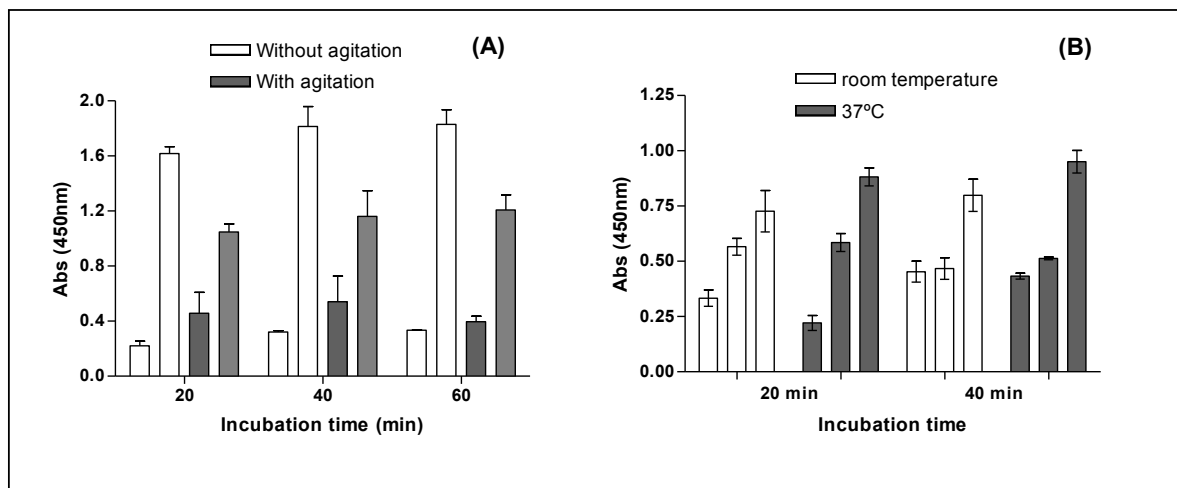 (A)
Without agitation
With agitation
2.0
1.6
1.2
0.8
0.4
0.0
Abs (450nm)
20 40 60
Incubation time (min)
(B)
room temperature
37ºC
1.25
1.00
0.75
0.50
0.25
0.00
Abs (450nm)
20 min 40 min
Incubation time